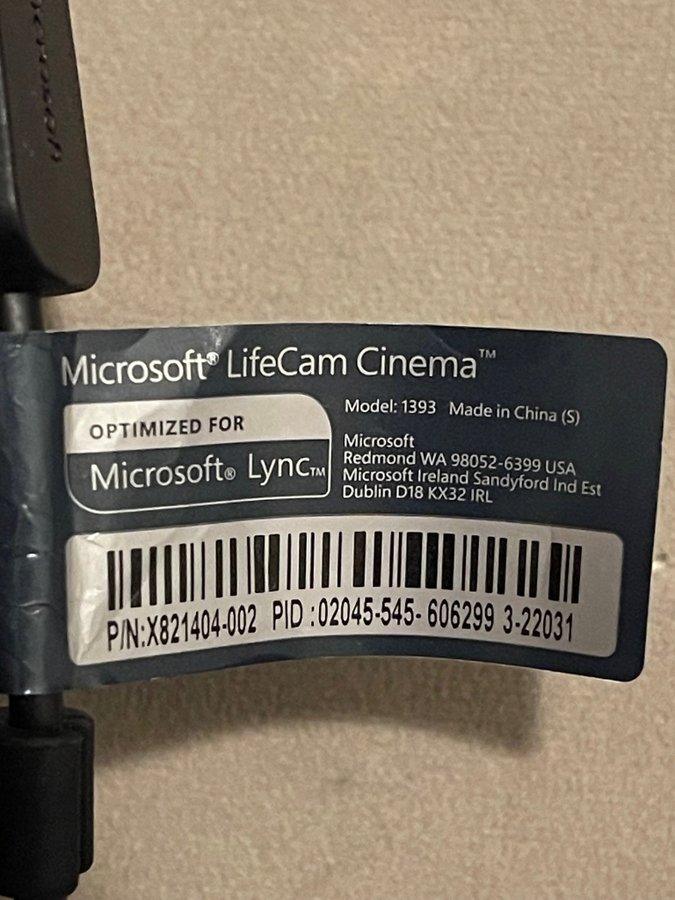 Microsoft® LifeCam Cinema™
OPTIMIZED FOR
Microsoft® Lync™
Model: 1393 Made in China (S)
Microsoft
Redmond WA 98052-6399 USA
Microsoft Ireland Sandyford Ind Est
Dublin D18 KX32 IRL
P/N:X821404-002 PID :02045-545- 606299 3-22031